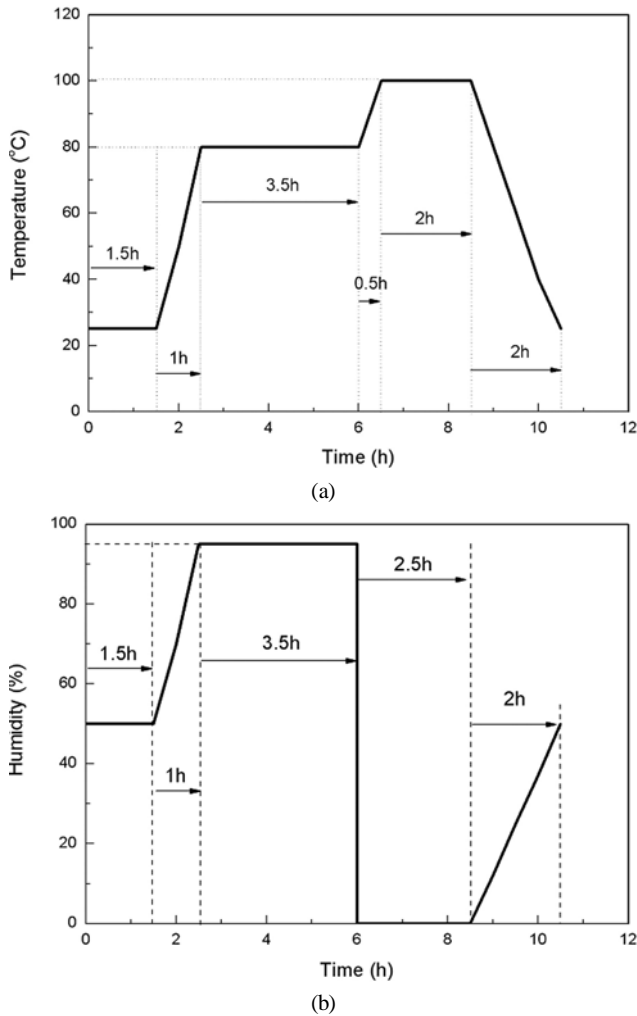 120
100
80
60
40
20
0
Temperature (°C)
1.5h
1h
3.5h
0.5h
2h
2h
0 2 4 6 8 10 12
Time (h)
(a)
100
80
60
40
20
0
Humidity (%)
1.5h
1h
3.5h
2.5h
2h
0 2 4 6 8 10 12
Time (h)
(b)